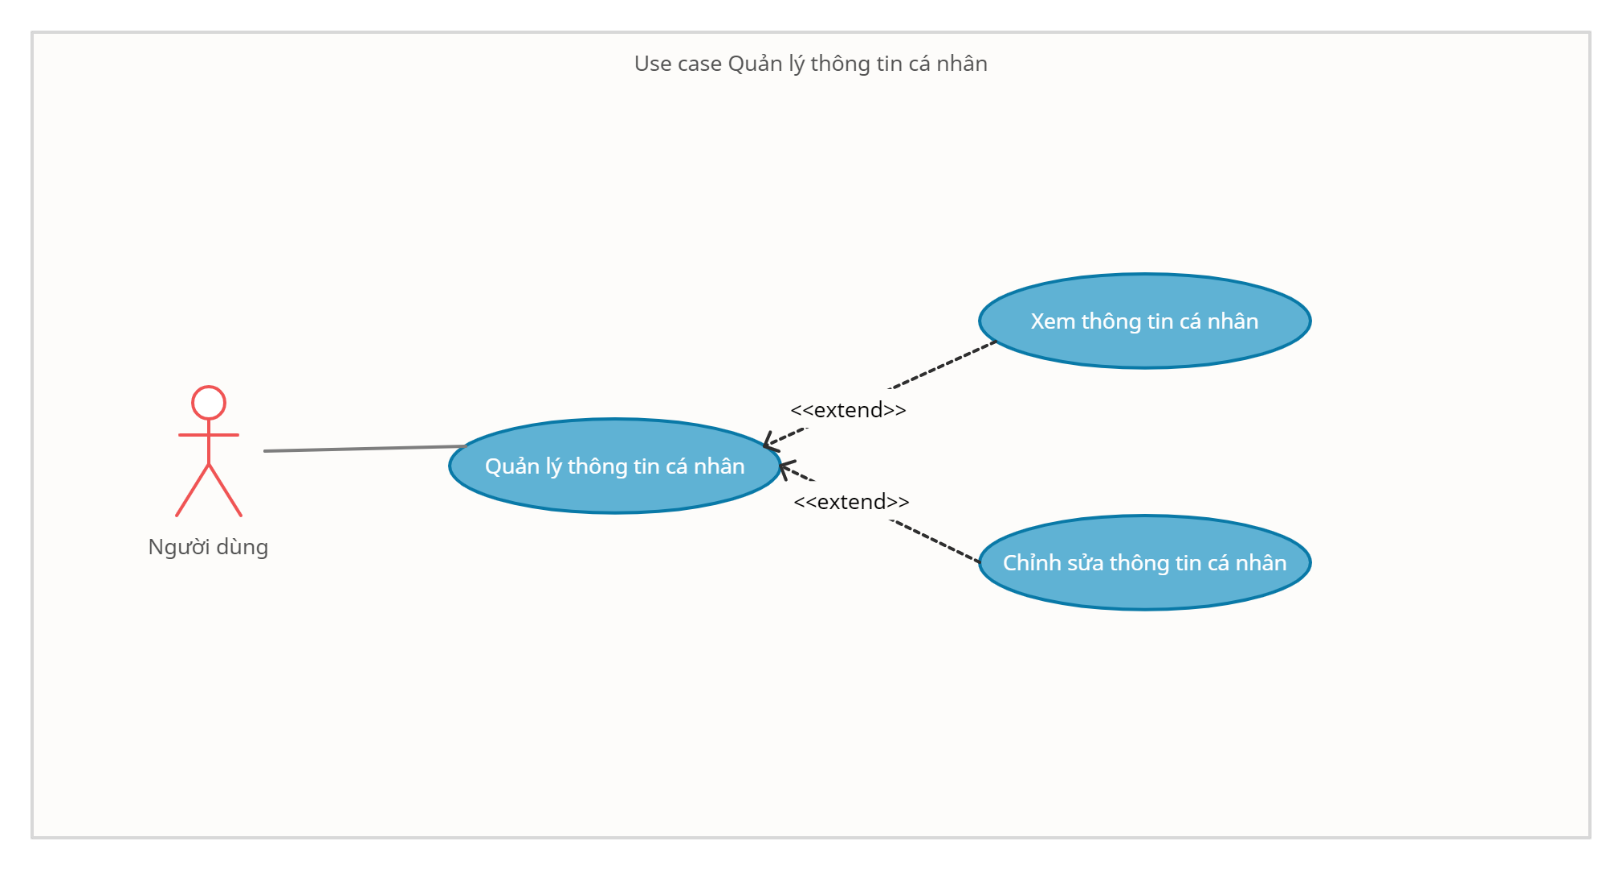 Use case Quản lý thông tin cá nhân
Xem thông tin cá nhân
<<extend>>
Quản lý thông tin cá nhân
<<extend>>
Người dùng
Chỉnh sửa thông tin cá nhân